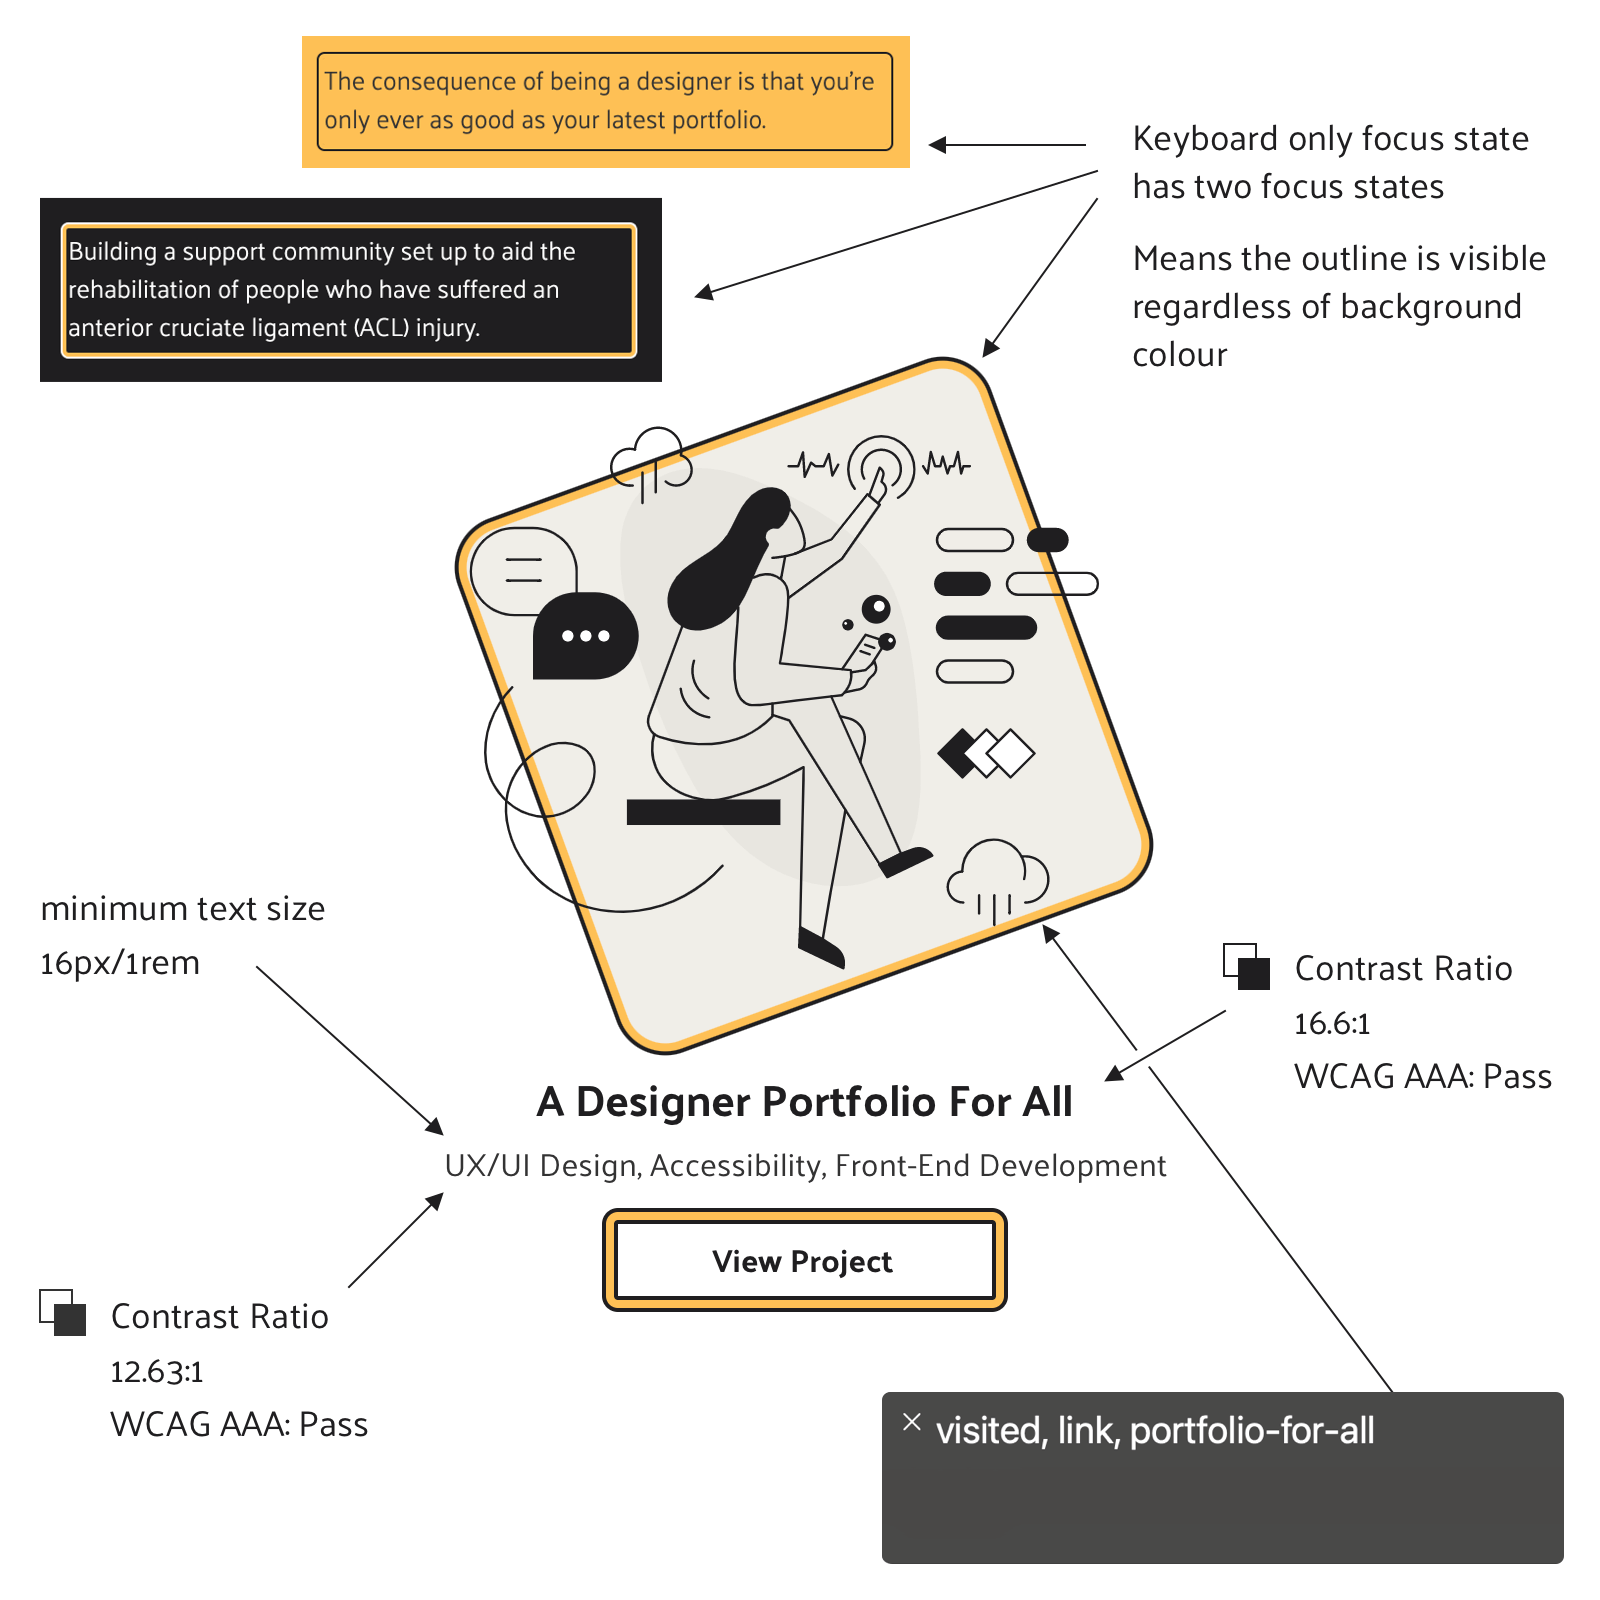 The consequence of being a designer is that you’re
only ever as good as your latest portfolio.
Keyboard only focus state
has two focus states
Means the outline is visible
regardless of background
colour
Building a support community set up to aid the
rehabilitation of people who have suffered an
anterior cruciate ligament (ACL) injury.
minimum text size
16px/1rem
Contrast Ratio
16.6:1
WCAG AAA: Pass
A Designer Portfolio For All
UX/UI Design, Accessibility, Front-End Development
View Project
Contrast Ratio
12.63:1
WCAG AAA: Pass
visited, link, portfolio-for-all